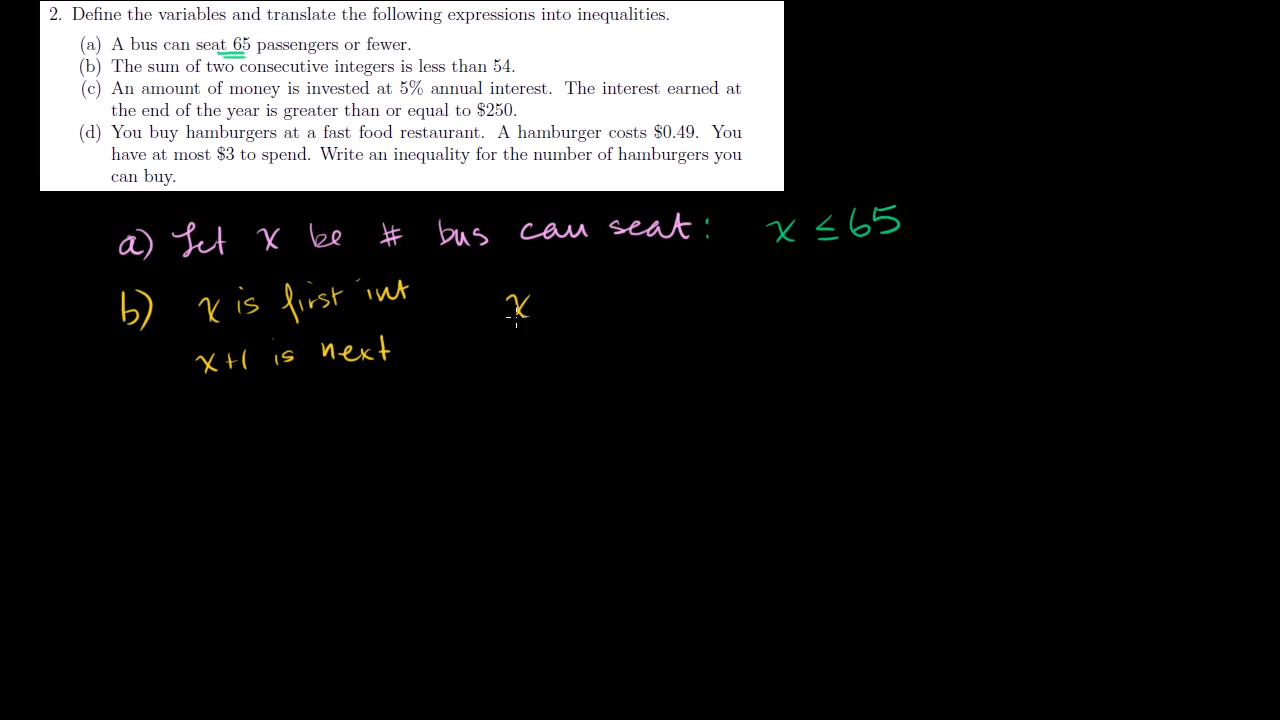 2. Define the variables and translate the following expressions into inequalities.
(a) A bus can seat 65 passengers or fewer.
(b) The sum of two consecutive integers is less than 54.
(c) An amount of money is invested at 5% annual interest. The interest earned at
the end of the year is greater than or equal to $250.
(d) You buy hamburgers at a fast food restaurant. A hamburger costs $0.49. You
have at most $3 to spend. Write an inequality for the number of hamburgers you
can buy.
a) Let x be # bus can seat: x ≤ 65
b) x is first int x
x+1 is next